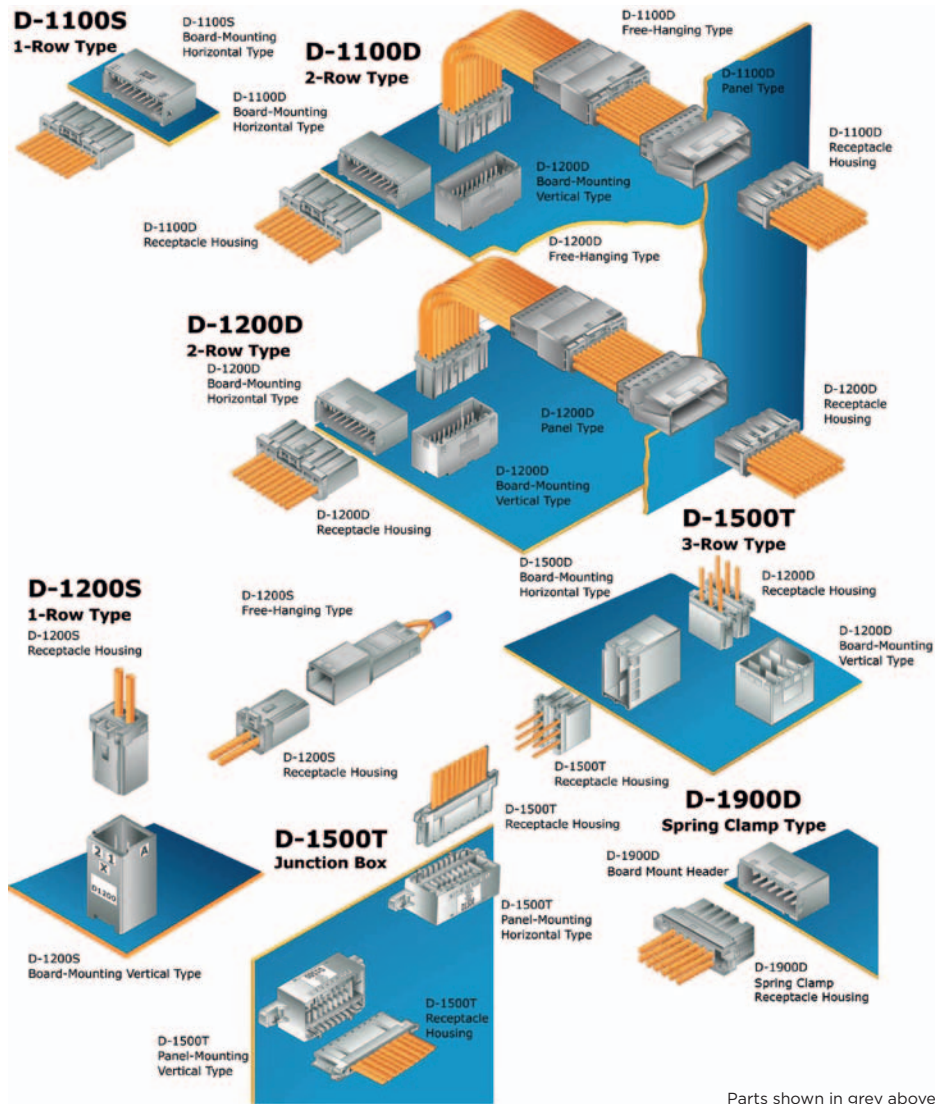 D-1100S
1-Row Type
D-1100S
Board-Mounting
Horizontal Type
D-1100D
Board-Mounting
Horizontal Type
D-1100D
2-Row Type
D-1100D
Free-Hanging Type
D-1100D
Panel Type
D-1100D
Receptacle
Housing
D-1200D
Board-Mounting
Vertical Type
D-1100D
Receptacle Housing
D-1200D
Free-Hanging Type
D-1200D
2-Row Type
D-1200D
Board-Mounting
Horizontal Type
D-1200D
Panel Type
D-1200D
Receptacle
Housing
D-1200D
Board-Mounting
Vertical Type
D-1200D
Receptacle Housing
D-1500T
3-Row Type
D-1500D
Board-Mounting
Horizontal Type
D-1200D
Receptacle Housing
D-1200D
Board-Mounting
Vertical Type
D-1500T
Receptacle Housing
D-1200S
1-Row Type
D-1200S
Receptacle Housing
D-1200S
Free-Hanging Type
D-1200S
Receptacle Housing
2 1 A
X
D1200
D-1200S
Board-Mounting Vertical Type
D-1500T
Junction Box
D-1500T
Receptacle Housing
D-1500T
Panel-Mounting
Horizontal Type
D-1500T
Receptacle
Housing
D-1500T
Panel-Mounting
Vertical Type
D-1900D
Spring Clamp Type
D-1900D
Board Mount Header
D-1900D
Spring Clamp
Receptacle Housing
Parts shown in grey above